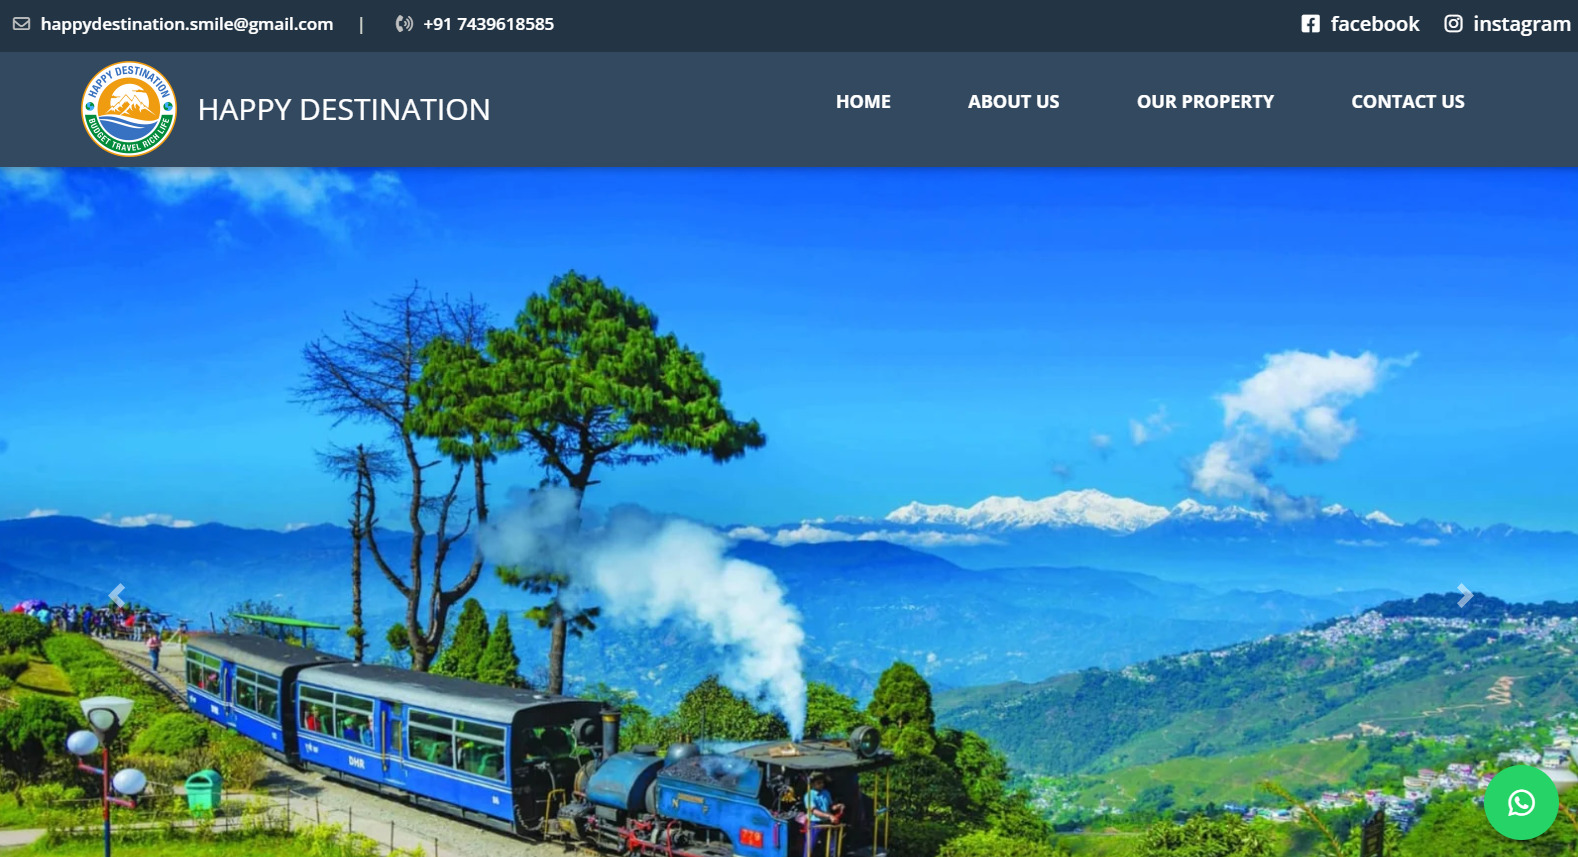 happydestination.smile@gmail.com | +91 7439618585 facebook instagram
HAPPY DESTINATION
BUDGET TRAVEL RICH LIFE
HAPPY DESTINATION
HOME ABOUT US OUR PROPERTY CONTACT US
DHR